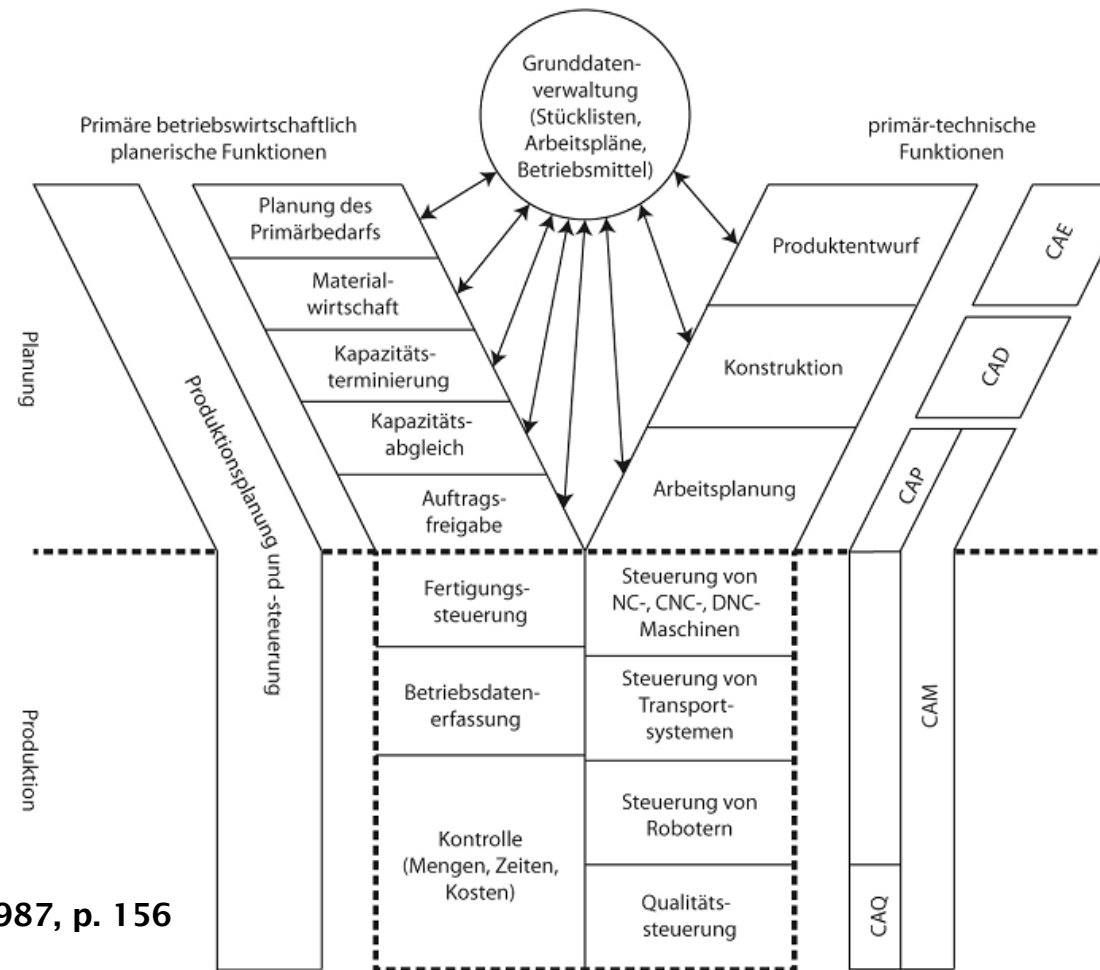 Grunddaten-
verwaltung
(Stücklisten,
Arbeitspläne,
Betriebsmittel)
Primäre betriebswirtschaftlich
planerische Funktionen
primär-technische
Funktionen
Planung
Produktion
Produktionsplanung und -steuerung
Planung des
Primärbedarfs
Material-
wirtschaft
Kapazitäts-
terminierung
Kapazitäts-
abgleich
Auftrags-
freigabe
Fertigungs-
steuerung
Betriebsdaten-
erfassung
Kontrolle
(Mengen, Zeiten,
Kosten)
Produktentwurf
Konstruktion
Arbeitsplanung
Steuerung von
NC-, CNC-, DNC-
Maschinen
Steuerung von
Transport-
systemen
Steuerung von
Robotern
Qualitäts-
steuerung
CAE
CAD
CAP
CAM
CAQ
987, p. 156